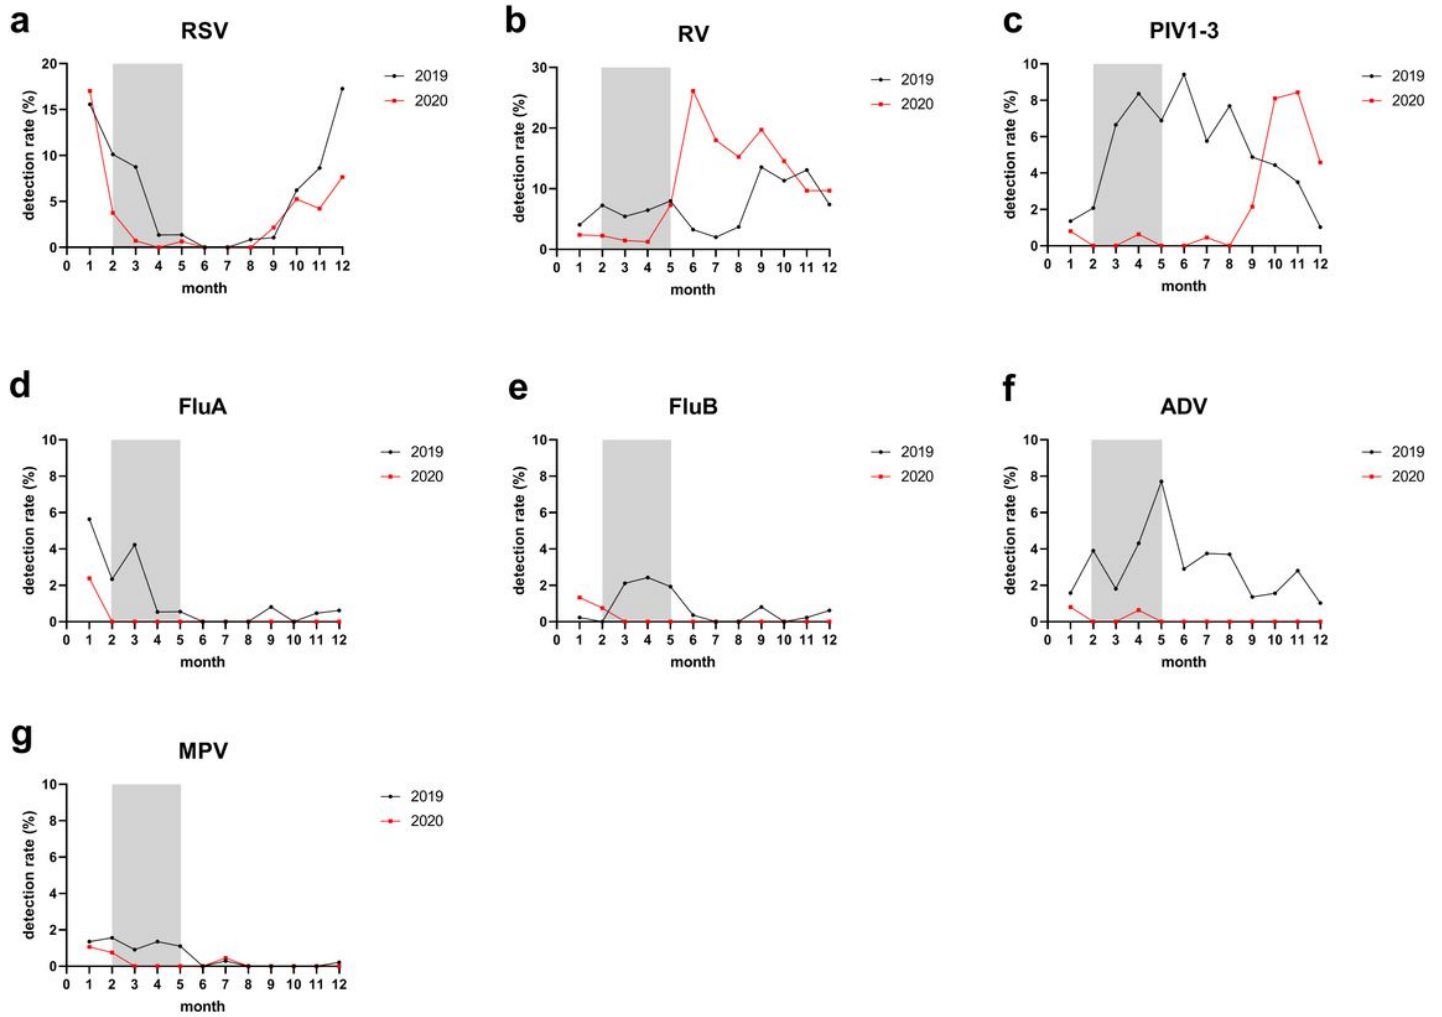 a
RSV
20
15
10
5
0
detection rate (%)
0 1 2 3 4 5 6 7 8 9 10 11 12
month
2019
2020
b
RV
30
20
10
0
detection rate (%)
0 1 2 3 4 5 6 7 8 9 10 11 12
month
2019
2020
c
PIV1-3
10
8
6
4
2
0
detection rate (%)
0 1 2 3 4 5 6 7 8 9 10 11 12
month
2019
2020
d
FluA
10
8
6
4
2
0
detection rate (%)
0 1 2 3 4 5 6 7 8 9 10 11 12
month
2019
2020
e
FluB
10
8
6
4
2
0
detection rate (%)
0 1 2 3 4 5 6 7 8 9 10 11 12
month
2019
2020
f
ADV
10
8
6
4
2
0
detection rate (%)
0 1 2 3 4 5 6 7 8 9 10 11 12
month
2019
2020
g
MPV
10
8
6
4
2
0
detection rate (%)
0 1 2 3 4 5 6 7 8 9 10 11 12
month
2019
2020